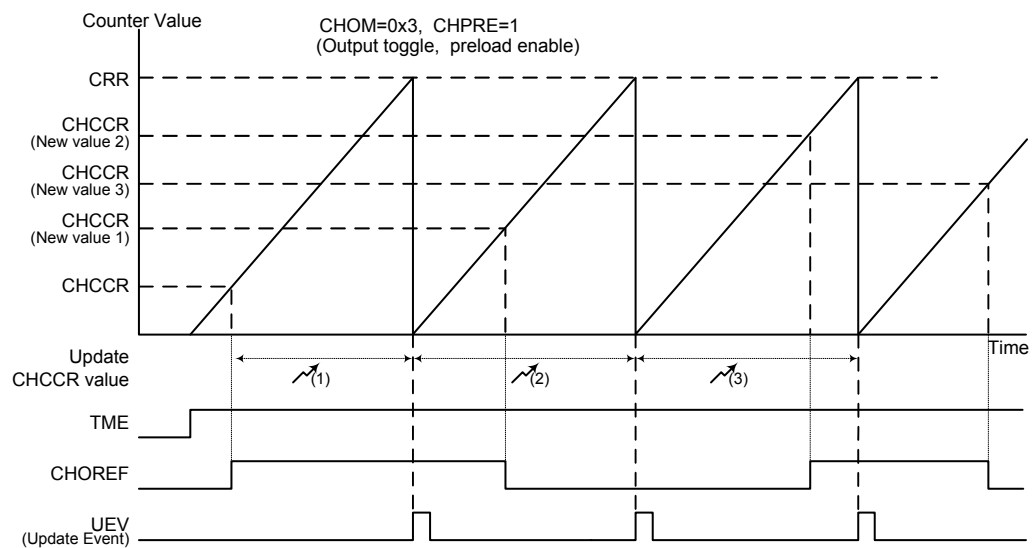 Counter Value
CHOM=0x3, CHPRE=1
(Output toggle, preload enable)
CRR
CHCCR
(New value 2)
CHCCR
(New value 3)
CHCCR
(New value 1)
CHCCR
Time
Update
CHCCR value
(1)
(2)
(3)
TME
CHOREF
UEV
(Update Event)